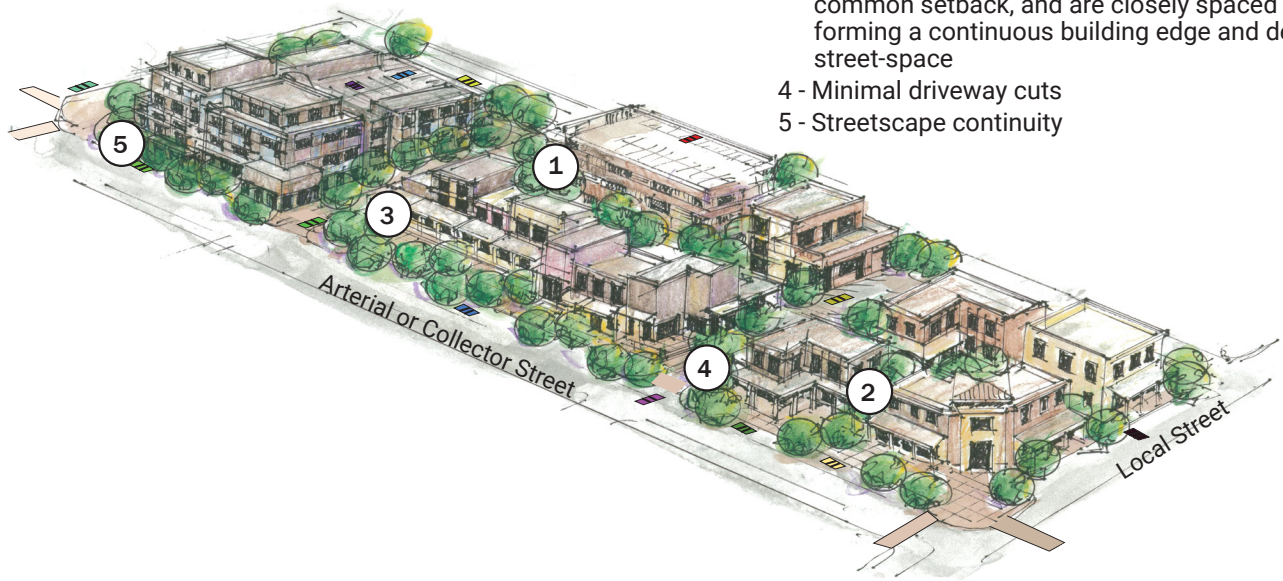 common setback, and are closely spaced
forming a continuous building edge and
street-space
4 - Minimal driveway cuts
5 - Streetscape continuity
5
1
3
Arterial or Collector Street
4
2
Local Street